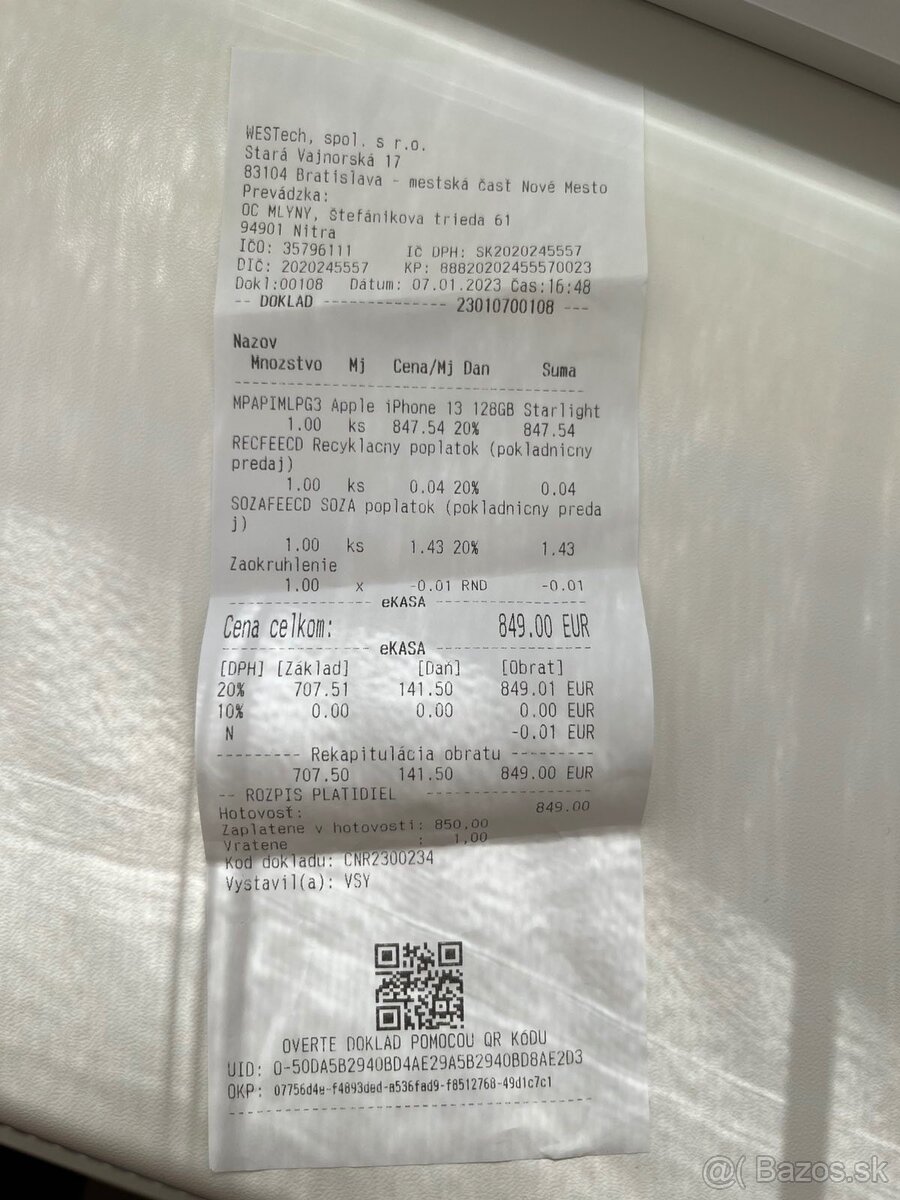 WESTech, spol. s r.o.
Stará Vajnorská 17
83104 Bratislava - mestská časť Nové Mesto
Prevádzka:
OC MLYNY, Štefánikova trieda 61
94901 Nitra
IČO: 35796111 IČ DPH: SK2020245557
DIČ: 2020245557 KP: 88820202455570023
Dokl:00108 Dátum: 07.01.2023 Čas:16:48
-- DOKLAD -------------- 23010700108 ---
Nazov
Mnozstvo Mj Cena/Mj Dan Suma
MPAPIMLPG3 Apple iPhone 13 128GB Starlight
1.00 ks 847.54 20% 847.54
RECFEECD Recyklacny poplatok (pokladnicny
predaj)
1.00 ks 0.04 20% 0.04
SOZAFEECD SOZA poplatok (pokladnicny preda
j)
1.00 ks 1.43 20% 1.43
Zaokruhlenie
1.00 x -0.01 RND -0.01
---------------- eKASA ----------------
Cena celkom: 849.00 EUR
---------------- eKASA ----------------
[DPH] [Základ] [Daň] [Obrat]
20% 707.51 141.50 849.01 EUR
10% 0.00 0.00 0.00 EUR
N -0.01 EUR
--------- Rekapitulácia obratu ---------
707.50 141.50 849.00 EUR
-- ROZPIS PLATIDIEL ----------------
Hotovosť: 849.00
Zaplatene v hotovosti: 850,00
Vratene : 1,00
Kód dokladu: CNR2300234
Vystavil(a): VSY
OVERTE DOKLAD POMOCOU QR KÓDU
UID: O-50DA5B2940BD4AE29A5B2940BD8AE2D3
OKP: 07756d4e-f4893ded-a536fad9-f8512768-49d1c7c1
@( Bazos.sk